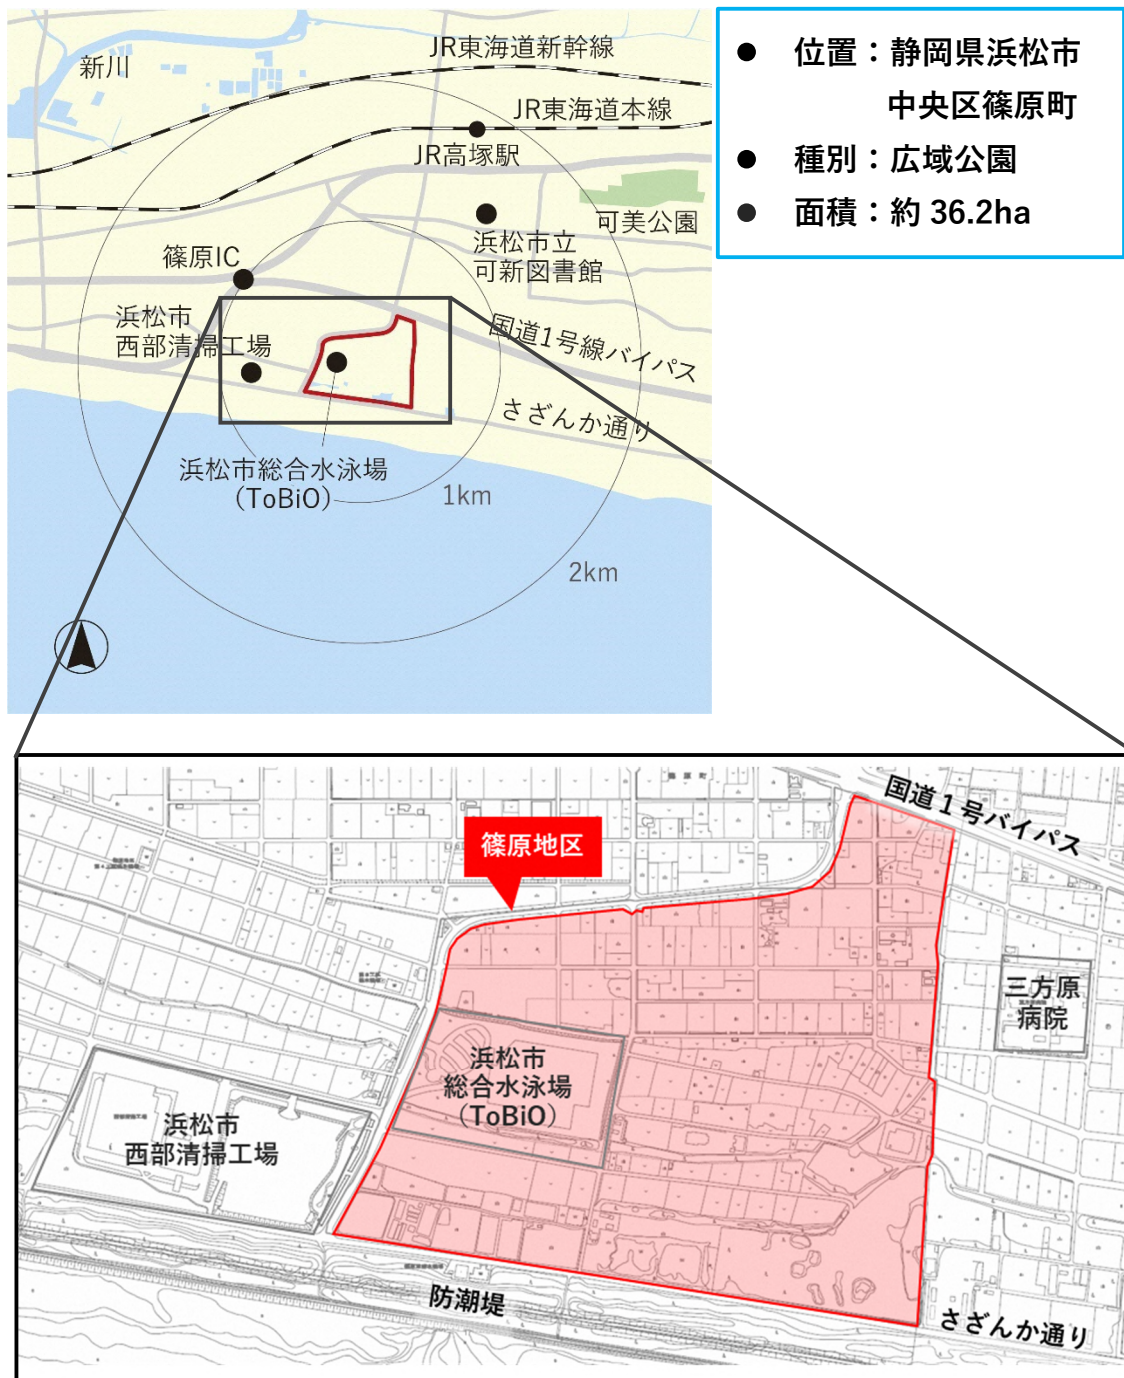 新川
JR東海道新幹線
JR東海道本線
JR高塚駅
可美公園
浜松市立
可新図書館
篠原IC
浜松市
西部清掃工場
国道1号線バイパス
さざんか通り
浜松市総合水泳場
（ToBiO）
1km
2km
● 位置：静岡県浜松市
中央区篠原町
● 種別：広域公園
● 面積：約 36.2ha
国道１号バイパス
篠原地区
三方原
病院
浜松市
総合水泳場
（ToBiO）
浜松市
西部清掃工場
防潮堤
さざんか通り